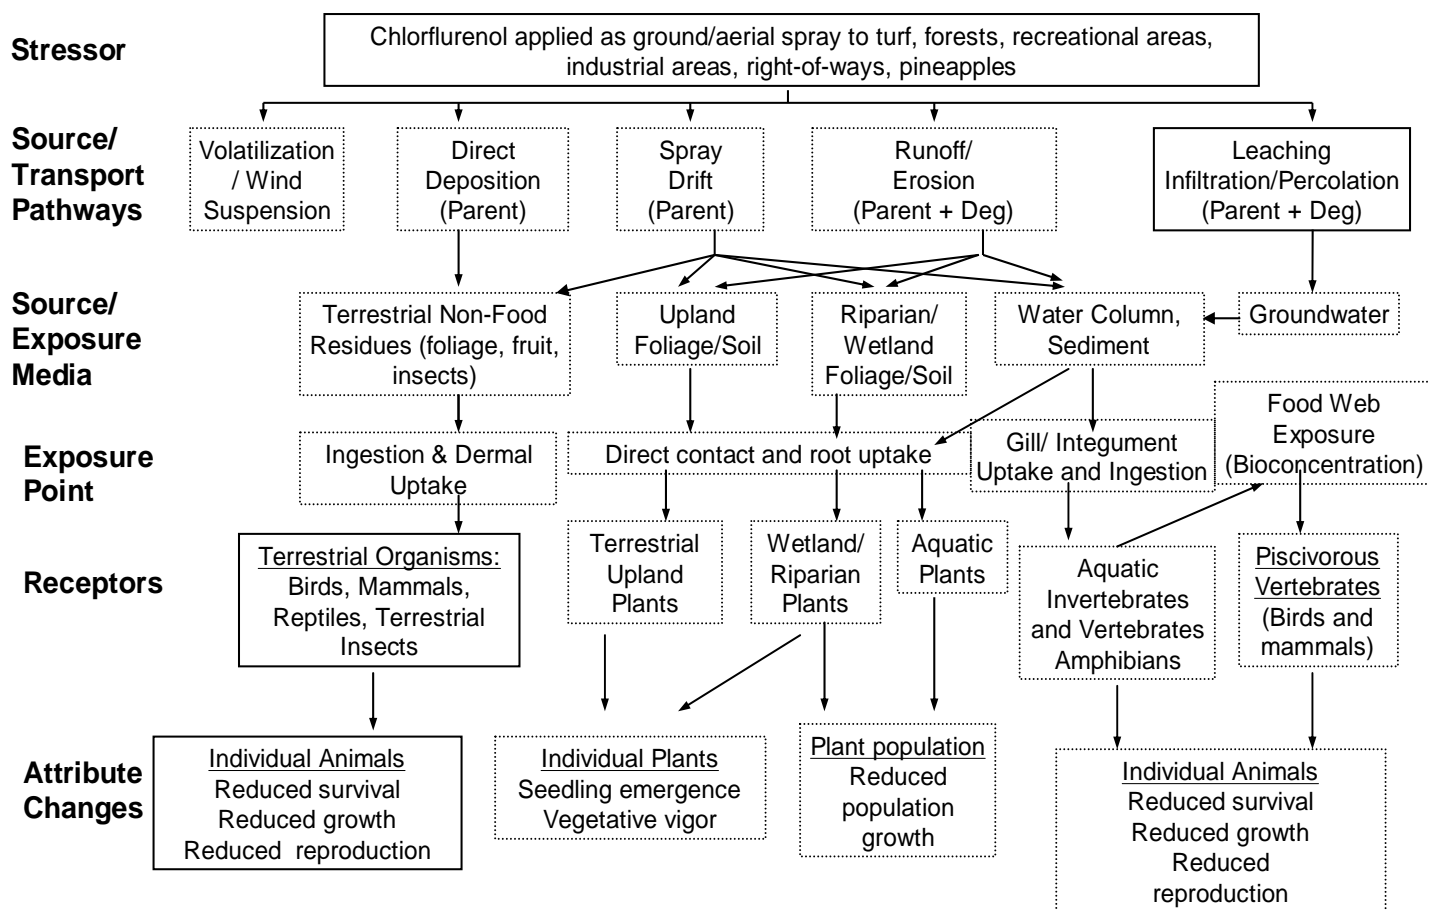 Stressor
Chlorflurenol applied as ground/aerial spray to turf, forests, recreational areas,
industrial areas, right-of-ways, pineapples
Source/
Transport
Pathways
Volatilization
/ Wind
Suspension
Direct
Deposition
(Parent)
Spray
Drift
(Parent)
Runoff/
Erosion
(Parent + Deg)
Leaching
Infiltration/Percolation
(Parent + Deg)
Source/
Exposure
Media
Terrestrial Non-Food
Residues (foliage, fruit,
insects)
Upland
Foliage/Soil
Riparian/
Wetland
Foliage/Soil
Water Column,
Sediment
Groundwater
Exposure
Point
Ingestion & Dermal
Uptake
Direct contact and root uptake
Gill/ Integument
Uptake and Ingestion
Food Web
Exposure
(Bioconcentration)
Receptors
Terrestrial Organisms:
Birds, Mammals,
Reptiles, Terrestrial
Insects
Terrestrial
Upland
Plants
Wetland/
Riparian
Plants
Aquatic
Plants
Aquatic
Invertebrates
and Vertebrates
Amphibians
Piscivorous
Vertebrates
(Birds and
mammals)
Attribute
Changes
Individual Animals
Reduced survival
Reduced growth
Reduced reproduction
Individual Plants
Seedling emergence
Vegetative vigor
Plant population
Reduced
population
growth
Individual Animals
Reduced survival
Reduced growth
Reduced
reproduction